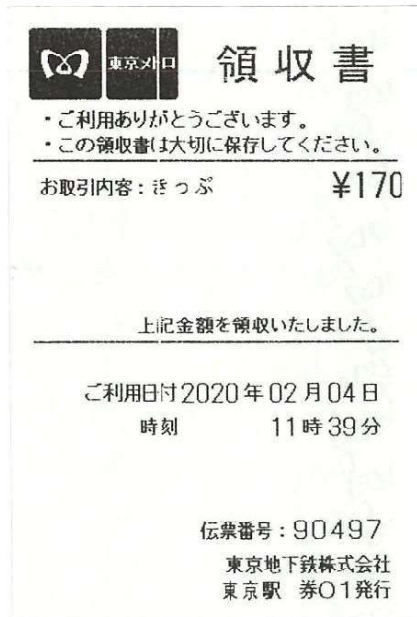 東京メトロ 領収書
・ご利用ありがとうございます。
・この領収書は大切に保存してください。
お取引内容：きっぷ ¥170
上記金額を領収いたしました。
ご利用日付2020年02月04日
時刻 11時39分
伝票番号：90497
東京地下鉄株式会社
東京駅 券01発行